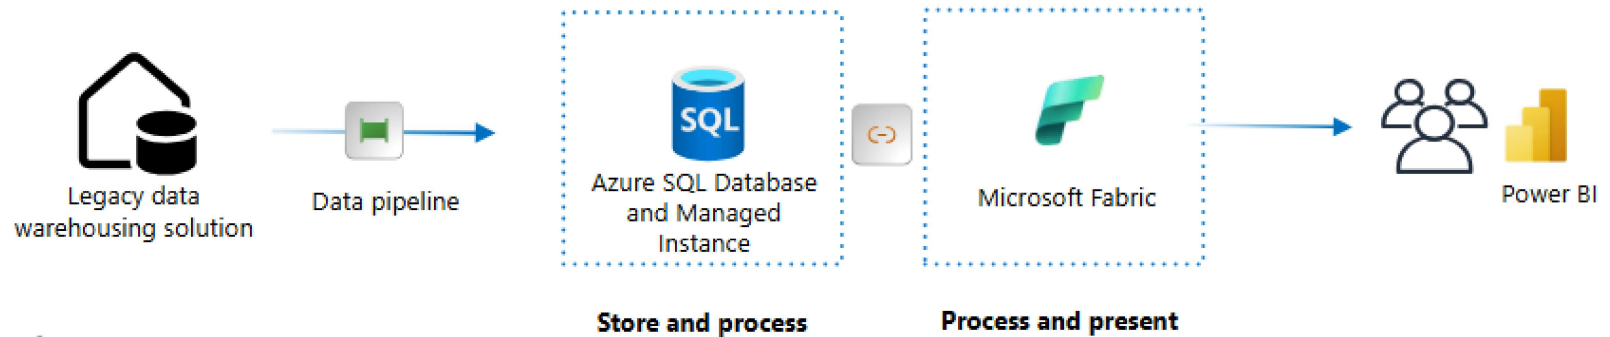 Legacy data
warehousing solution
Data pipeline
SQL
Azure SQL Database
and Managed
Instance
Store and process
Microsoft Fabric
Process and present
Power BI